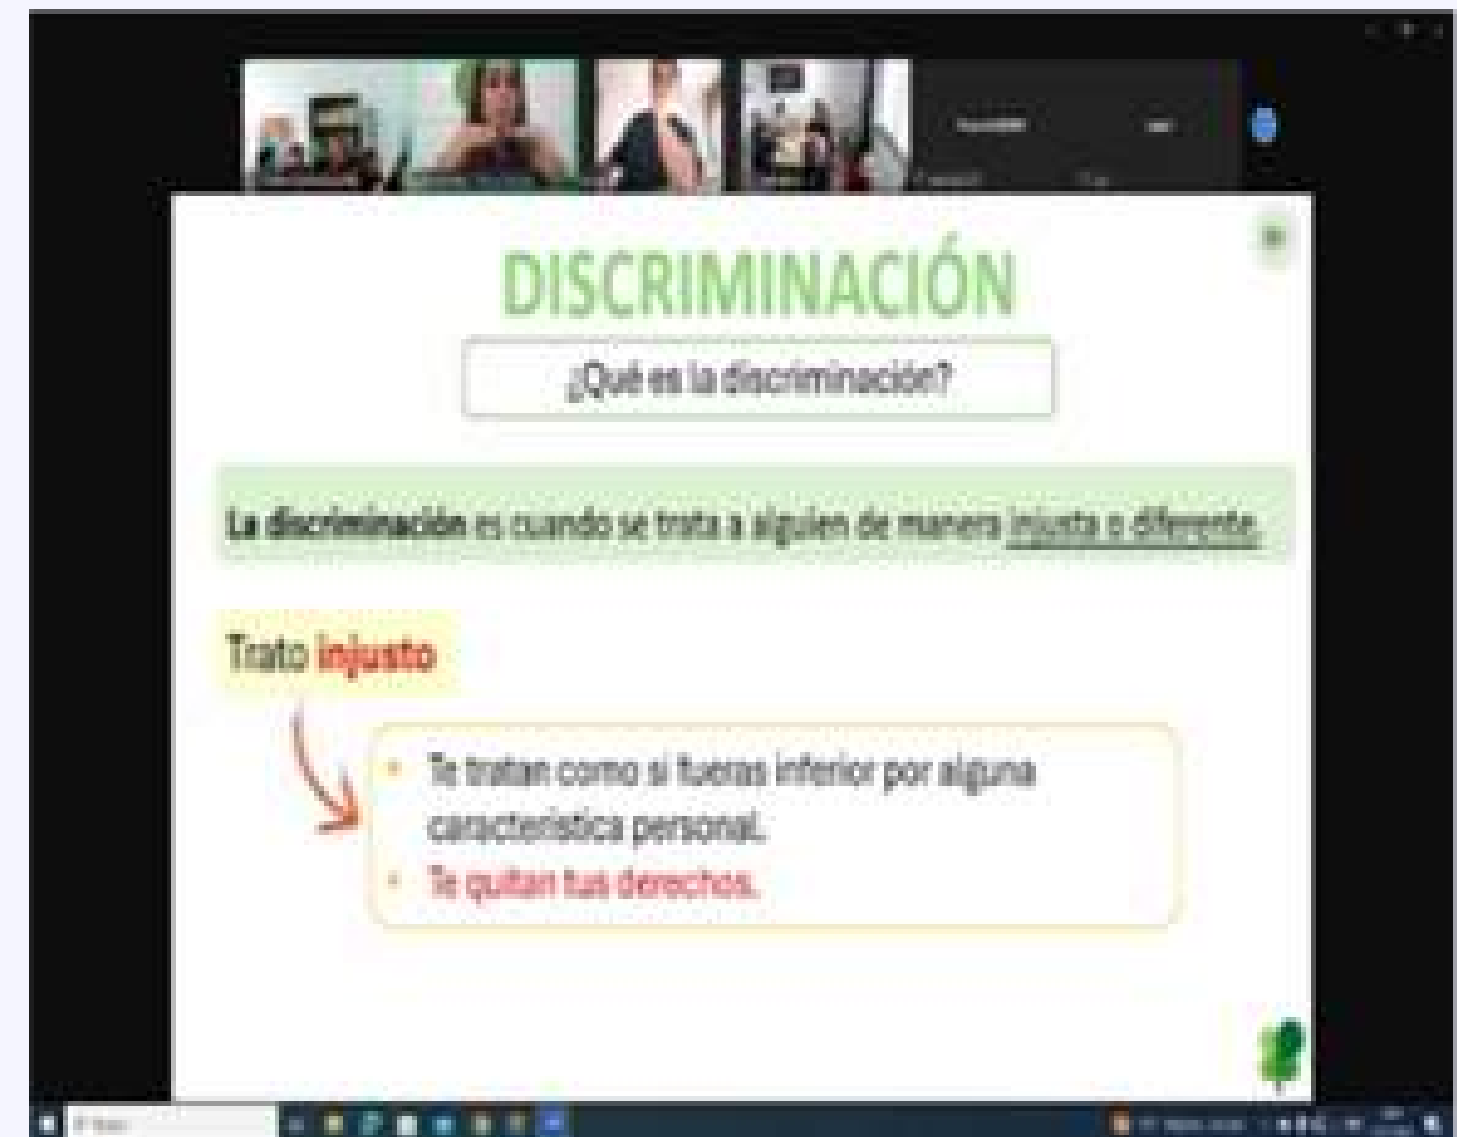 DISCRIMINACIÓN
¿Qué es la discriminación?
La discriminación es cuando se trata a alguien de manera injusta o diferente.
Trato injusto
• Te tratan como si fueras inferior por alguna
característica personal.
• Te quitan tus derechos.